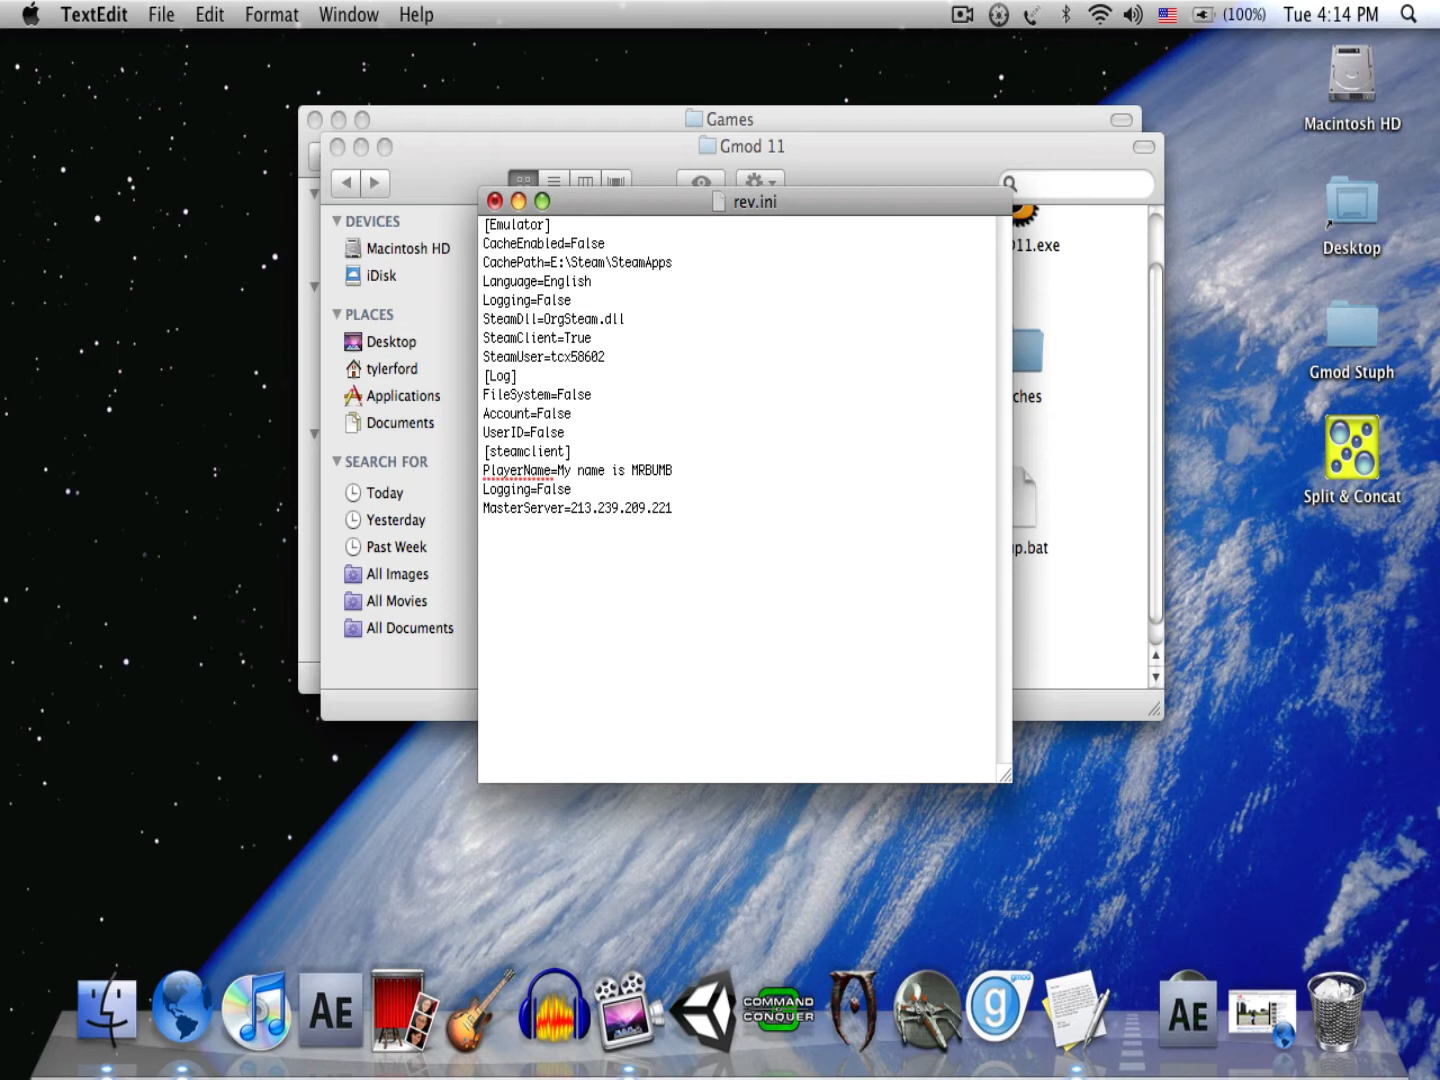 TextEdit File Edit Format Window Help (100%) Tue 4:14 PM
Macintosh HD
Desktop
Gmod Stuph
Split & Concat
Games
Gmod 11
DEVICES
Macintosh HD
iDisk
PLACES
Desktop
tylerford
Applications
Documents
SEARCH FOR
Today
Yesterday
Past Week
All Images
All Movies
All Documents
11.exe
ches
up.bat
rev.ini
[Emulator]
CacheEnabled=False
CachePath=E:\Steam\SteamApps
Language=English
Logging=False
SteamDll=OrgSteam.dll
SteamClient=True
SteamUser=tcx58602
[Log]
FileSystem=False
Account=False
UserID=False
[steamclient]
PlayerName=My name is MRBUMB
Logging=False
MasterServer=213.239.209.221
AE
COMMAND
CONQUER
g
gmod
AE